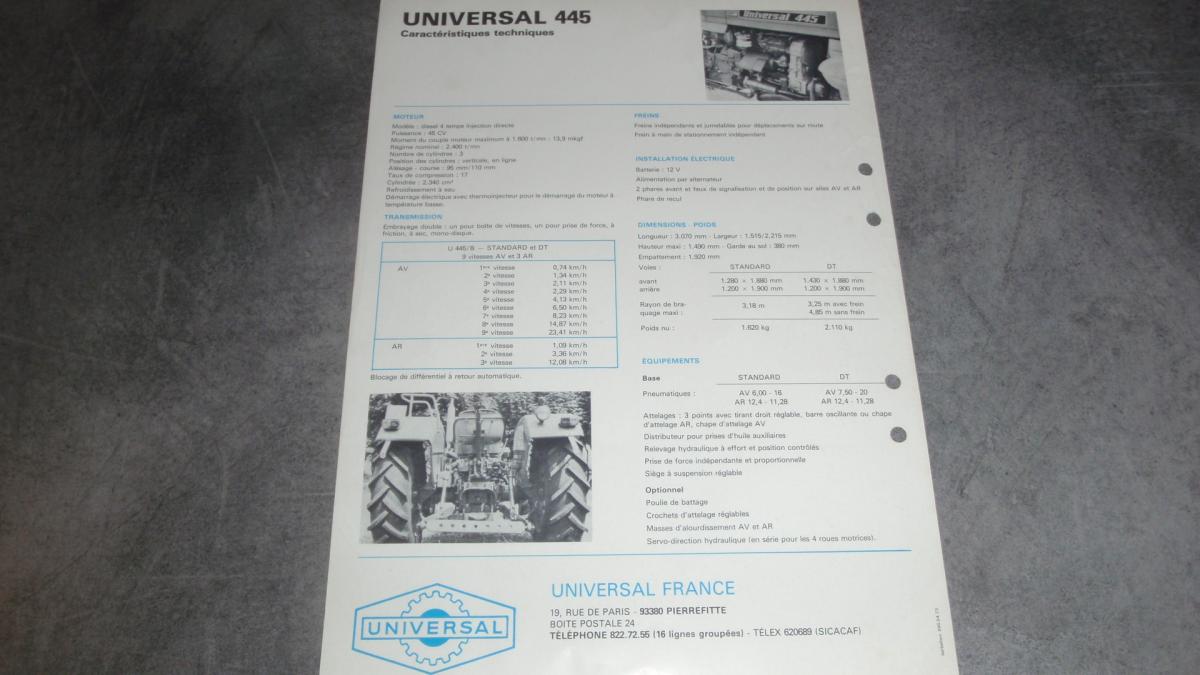 UNIVERSAL 445
Caractéristiques techniques
Universal 445
MOTEUR
Modèle : diesel 4 temps injection directe
Puissance : 45 CV
Moment du couple moteur maximum à 1.600 t/mn : 13,9 mkgf
Régime nominal : 2.400 t/mn
Nombre de cylindres : 3
Position des cylindres : verticale, en ligne
Alésage - course : 95 mm/110 mm
Taux de compression : 17
Cylindrée : 2.340 cm³
Refroidissement à eau
Démarrage électrique avec thermoinjecteur pour le démarrage du moteur à
température basse.
TRANSMISSION
Embrayage double : un pour boîte de vitesses, un pour prise de force, à
friction, à sec, mono-disque.
U 445/B — STANDARD et DT
9 vitesses AV et 3 AR
AV 1ère vitesse 0,74 km/h
2e vitesse 1,34 km/h
3e vitesse 2,11 km/h
4e vitesse 2,29 km/h
5e vitesse 4,13 km/h
6e vitesse 6,50 km/h
7e vitesse 8,23 km/h
8e vitesse 14,87 km/h
9e vitesse 23,41 km/h
AR 1ère vitesse 1,09 km/h
2e vitesse 3,36 km/h
3e vitesse 12,08 km/h
Blocage de différentiel à retour automatique.
FREINS
Freins indépendants et jumelables pour déplacements sur route
Frein à main de stationnement indépendant
INSTALLATION ÉLECTRIQUE
Batterie : 12 V
Alimentation par alternateur
2 phares avant et feux de signalisation et de position sur ailes AV et AR
Phare de recul
DIMENSIONS - POIDS
Longueur : 3.070 mm - Largeur : 1.515/2.215 mm
Hauteur maxi : 1.490 mm - Garde au sol : 380 mm
Empattement : 1.920 mm
Voies : STANDARD DT
avant 1.280 x 1.880 mm 1.430 x 1.880 mm
arrière 1.200 x 1.900 mm 1.200 x 1.900 mm
Rayon de bra- 3,18 m 3,25 m avec frein
quage maxi : 4,85 m sans frein
Poids nu : 1.620 kg 2.110 kg
ÉQUIPEMENTS
Base STANDARD DT
Pneumatiques : AV 6,00 - 16 AV 7,50 - 20
AR 12,4 - 11,28 AR 12,4 - 11,28
Attelages : 3 points avec tirant droit réglable, barre oscillante ou chape
d'attelage AR, chape d'attelage AV
Distributeur pour prises d'huile auxiliaires
Relevage hydraulique à effort et position contrôlés
Prise de force indépendante et proportionnelle
Siège à suspension réglable
Optionnel
Poulie de battage
Crochets d'attelage réglables
Masses d'alourdissement AV et AR
Servo-direction hydraulique (en série pour les 4 roues motrices).
UNIVERSAL
UNIVERSAL FRANCE
19, RUE DE PARIS - 93380 PIERREFITTE
BOITE POSTALE 24
TÉLÉPHONE 822.72.55 (16 lignes groupées) - TÉLEX 620689 (SICACAF)